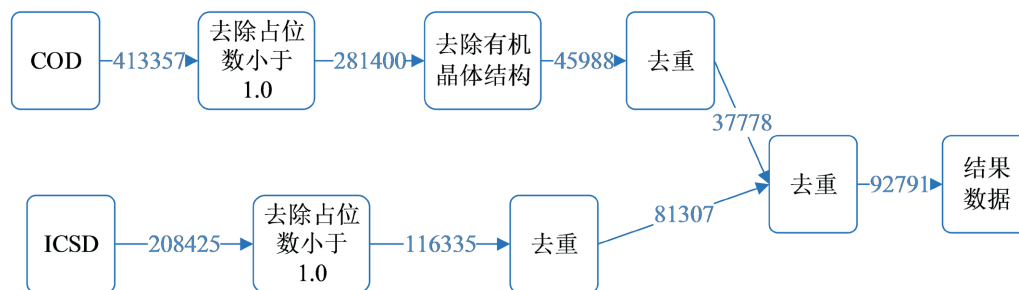 COD
413357
去除占位
数小于
1.0
281400
去除有机
晶体结构
45988
去重
37778
ICSD
208425
去除占位
数小于
1.0
116335
去重
81307
去重
92791
结果
数据